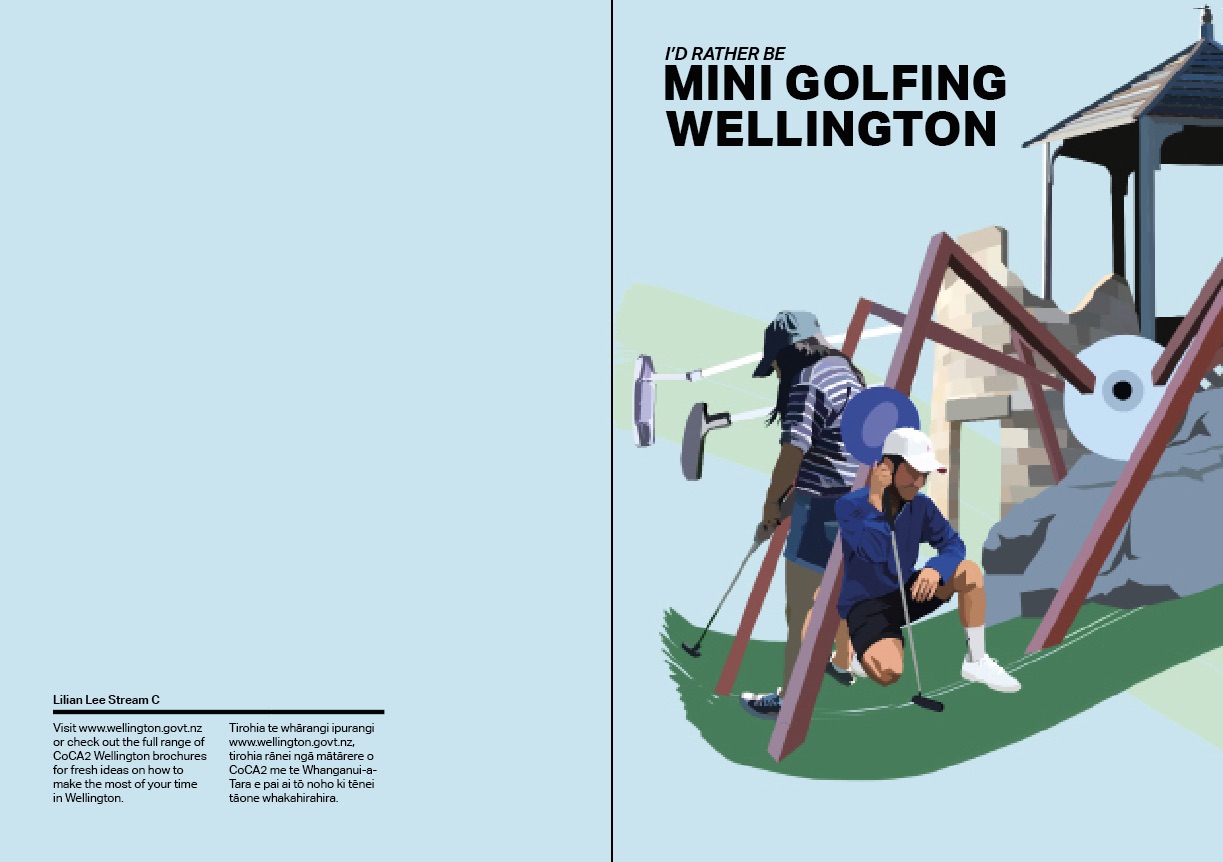 I'D RATHER BE
MINI GOLFING
WELLINGTON
Lilian Lee Stream C
Visit www.wellington.govt.nz
or check out the full range of
CoCA2 Wellington brochures
for fresh ideas on how to
make the most of your time
in Wellington.
Tirohia te whārangi ipurangi
www.wellington.govt.nz,
tirohia rānei ngā mātārere o
CoCA2 me te Whanganui-a-
Tara e pai ai tō noho ki tēnei
tāone whakahirahira.